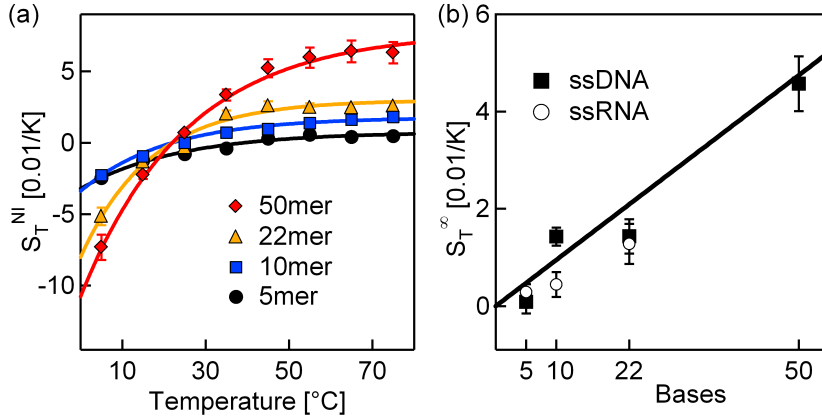 (a)
S_T^NI [0.01/K]
5
0
-5
-10
50mer
22mer
10mer
5mer
10 30 50 70
Temperature [°C]
(b)
S_T^∞ [0.01/K]
4
2
0
ssDNA
ssRNA
5 10 22 50
Bases